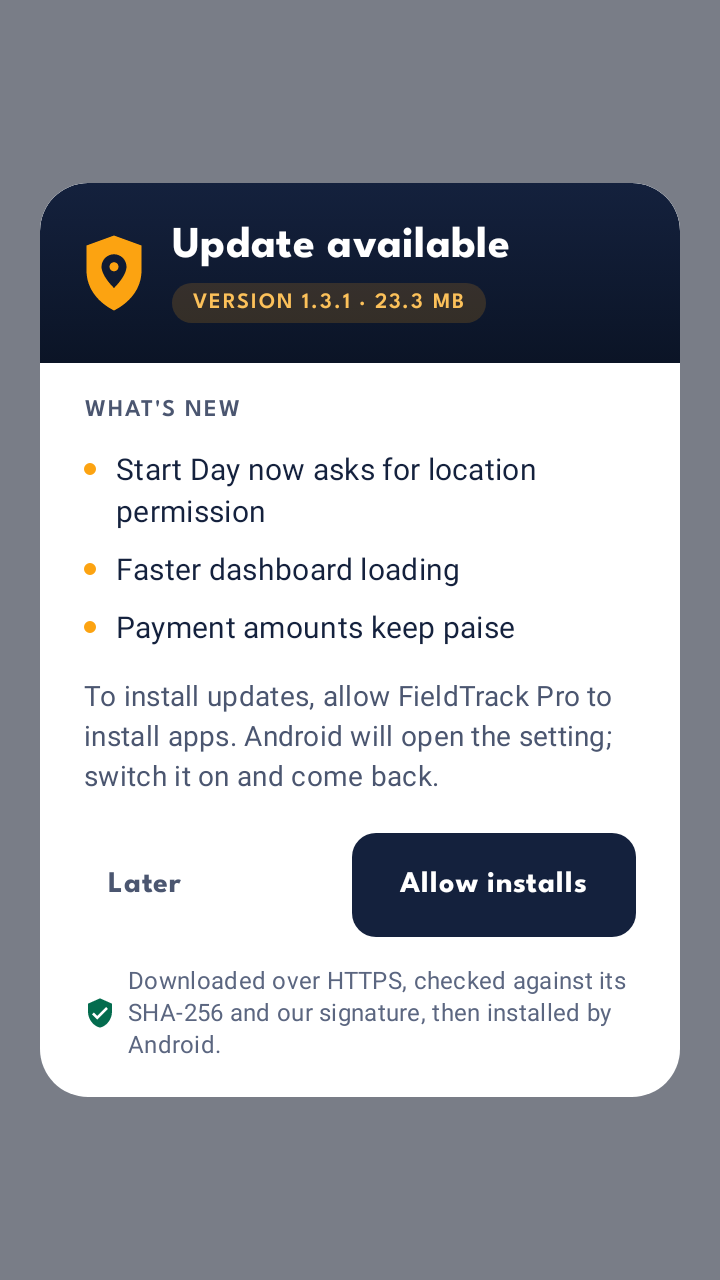 Update available
VERSION 1.3.1 · 23.3 MB
WHAT'S NEW
Start Day now asks for location
permission
Faster dashboard loading
Payment amounts keep paise
To install updates, allow FieldTrack Pro to
install apps. Android will open the setting;
switch it on and come back.
Later
Allow installs
Downloaded over HTTPS, checked against its
SHA-256 and our signature, then installed by
Android.